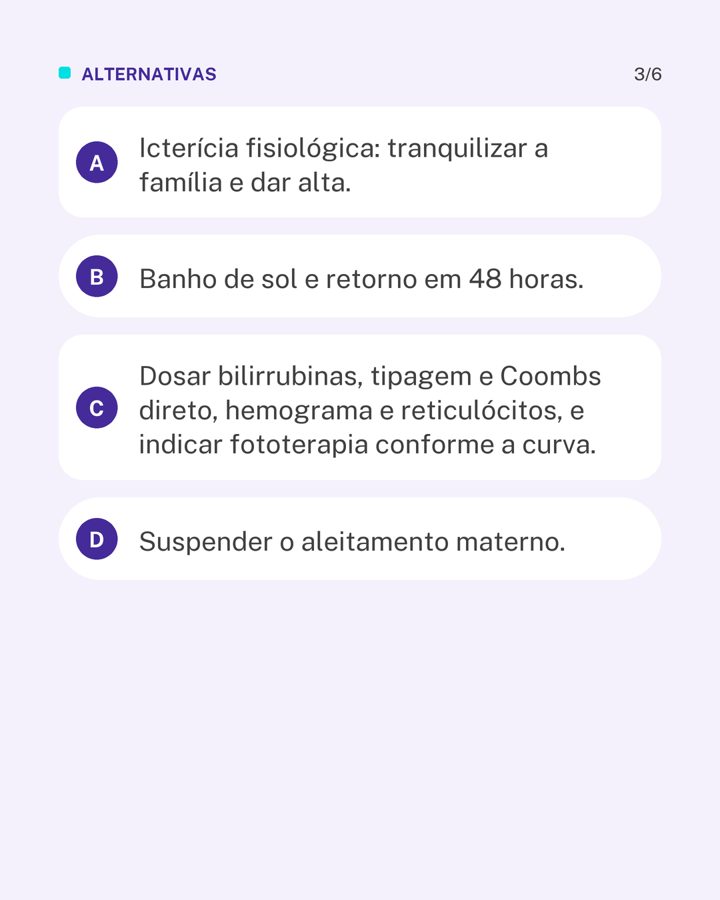 ALTERNATIVAS
3/6
A
Icterícia fisiológica: tranquilizar a
família e dar alta.
B
Banho de sol e retorno em 48 horas.
C
Dosar bilirrubinas, tipagem e Coombs
direto, hemograma e reticulócitos, e
indicar fototerapia conforme a curva.
D
Suspender o aleitamento materno.